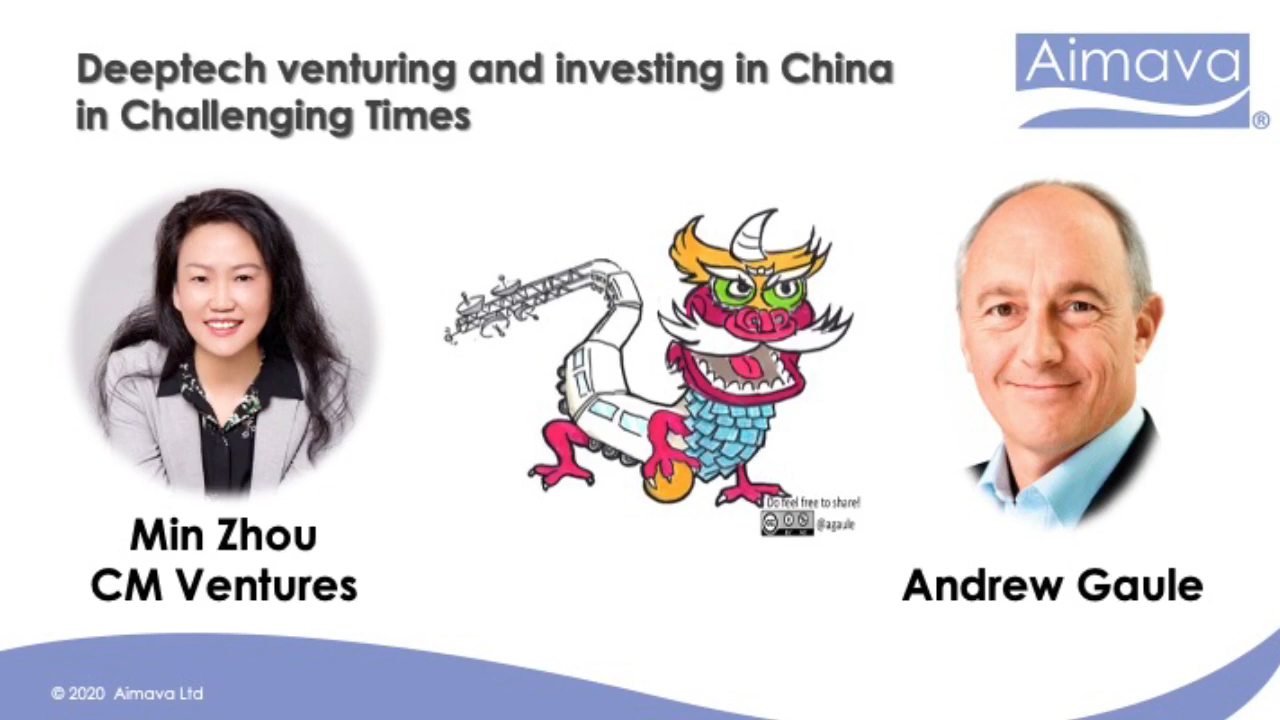 Deeptech venturing and investing in China
in Challenging Times
Aimava
®
Min Zhou
CM Ventures
Do feel free to share!
@agaule
Andrew Gaule
© 2020 Aimava Ltd